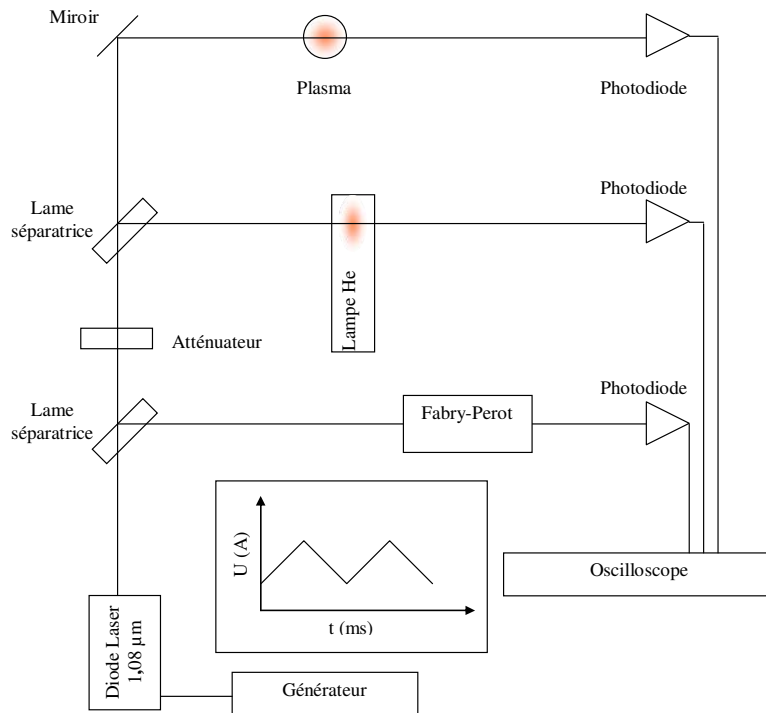 Miroir
Plasma
Photodiode
Lame
séparatrice
Photodiode
Lampe He
Atténuateur
Lame
séparatrice
Photodiode
Fabry-Perot
U (A)
t (ms)
Oscilloscope
Diode Laser
1,08 µm
Générateur